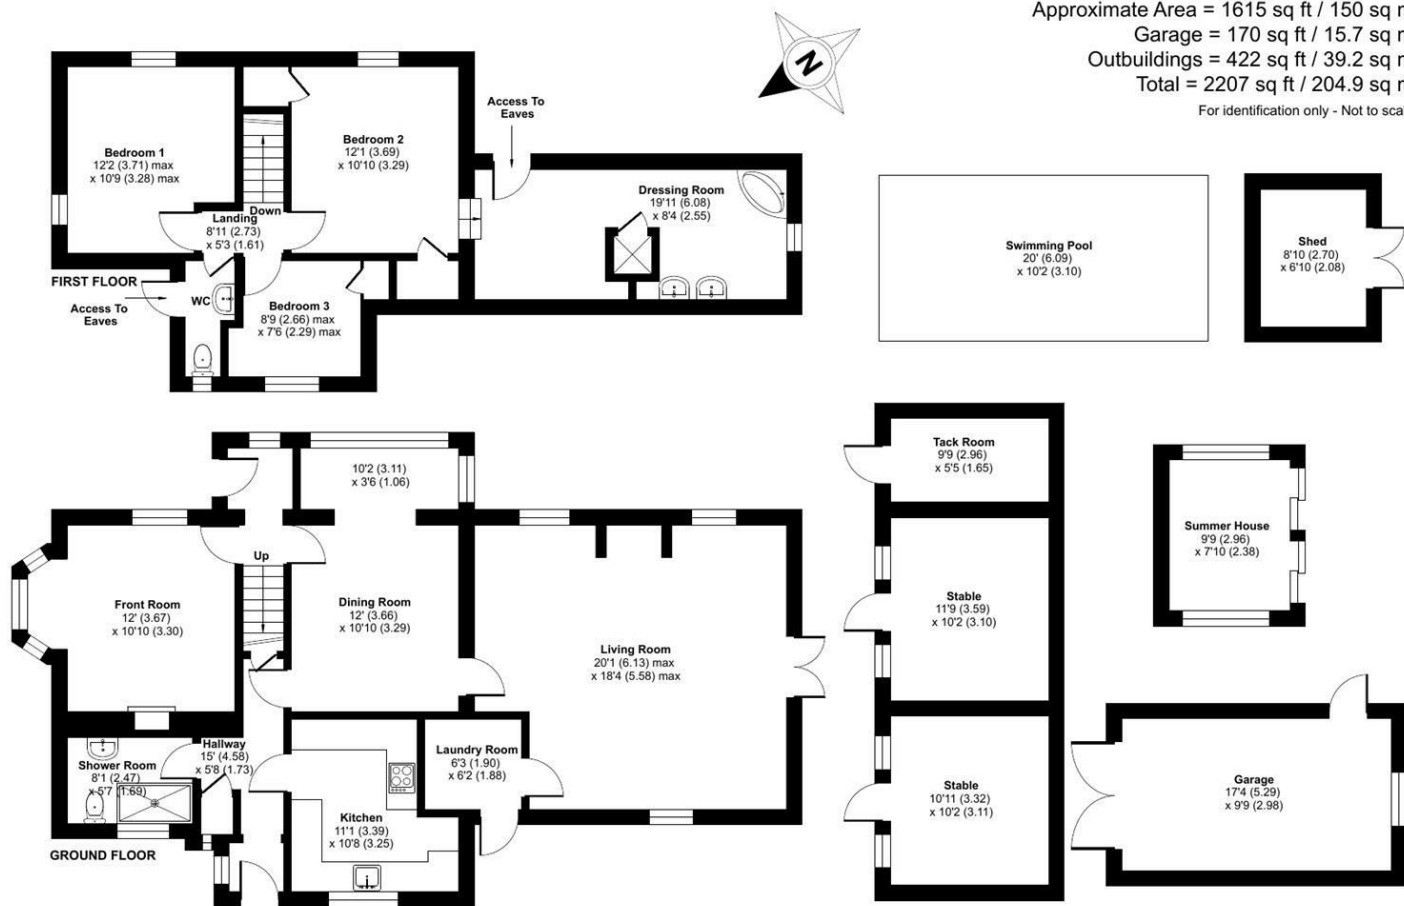 Approximate Area = 1615 sq ft / 150 sq
Garage = 170 sq ft / 15.7 sq
Outbuildings = 422 sq ft / 39.2 sq
Total = 2207 sq ft / 204.9 sq
For identification only - Not to
N
Access To
Eaves
Bedroom 1
12'2 (3.71) max
x 10'9 (3.28) max
Bedroom 2
12'1 (3.69)
x 10'10 (3.29)
Down
Landing
8'11 (2.73)
x 5'3 (1.61)
Dressing Room
19'11 (6.08)
x 8'4 (2.55)
FIRST FLOOR
Access To
Eaves
WC
Bedroom 3
8'9 (2.66) max
x 7'6 (2.29) max
Swimming Pool
20' (6.09)
x 10'2 (3.10)
Shed
8'10 (2.70)
x 6'10 (2.08)
10'2 (3.11)
x 3'6 (1.06)
Up
Front Room
12' (3.67)
x 10'10 (3.30)
Dining Room
12' (3.66)
x 10'10 (3.29)
Living Room
20'1 (6.13) max
x 18'4 (5.58) max
Hallway
15' (4.58)
x 5'8 (1.73)
Shower Room
8'1 (2.47)
x 5'7 (1.69)
Laundry Room
6'3 (1.90)
x 6'2 (1.88)
Kitchen
11'1 (3.39)
x 10'8 (3.25)
GROUND FLOOR
Tack Room
9'9 (2.96)
x 5'5 (1.65)
Stable
11'9 (3.59)
x 10'2 (3.10)
Stable
10'11 (3.32)
x 10'2 (3.11)
Summer House
9'9 (2.96)
x 7'10 (2.38)
Garage
17'4 (5.29)
x 9'9 (2.98)